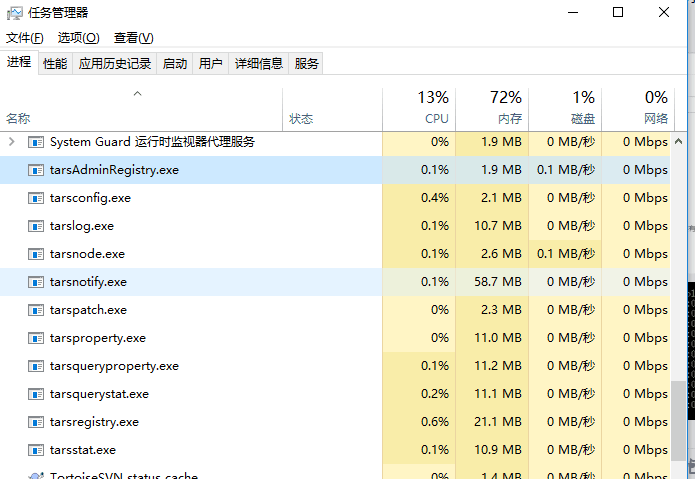 任务管理器
文件(F) 选项(O) 查看(V)
进程 性能 应用历史记录 启动 用户 详细信息 服务
13% 72% 1% 0%
名称 状态 CPU 内存 磁盘 网络
System Guard 运行时监视器代理服务 0% 1.9 MB 0 MB/秒 0 Mbps
tarsAdminRegistry.exe 0.1% 1.9 MB 0.1 MB/秒 0 Mbps
tarsconfig.exe 0.4% 2.1 MB 0 MB/秒 0 Mbps
tarslog.exe 0.1% 10.7 MB 0 MB/秒 0 Mbps
tarsnode.exe 0.1% 2.6 MB 0.1 MB/秒 0 Mbps
tarsnotify.exe 0.1% 58.7 MB 0 MB/秒 0 Mbps
tarspatch.exe 0% 2.3 MB 0 MB/秒 0 Mbps
tarsproperty.exe 0% 11.0 MB 0 MB/秒 0 Mbps
tarsqueryproperty.exe 0.1% 11.2 MB 0 MB/秒 0 Mbps
tarsquerystat.exe 0.2% 11.1 MB 0 MB/秒 0 Mbps
tarsregistry.exe 0.6% 21.1 MB 0 MB/秒 0 Mbps
tarsstat.exe 0.1% 10.9 MB 0 MB/秒 0 Mbps
TortoiseSVN status cache 0% 1.4 MB 0 MB/秒 0 Mbps